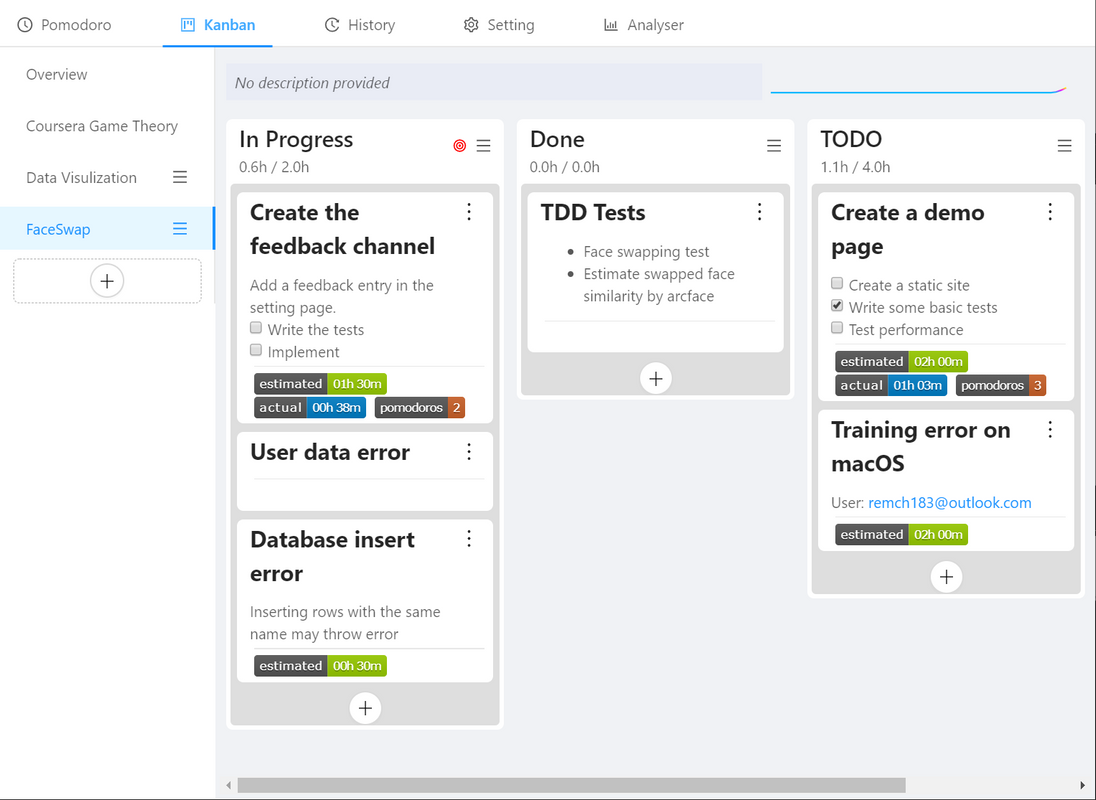 Pomodoro
Kanban
History
Setting
Analyser
Overview
Coursera Game Theory
Data Visulization
FaceSwap
No description provided
In Progress
0.6h / 2.0h
Create the
feedback channel
Add a feedback entry in the
setting page.
Write the tests
Implement
estimated 01h 30m
actual 00h 38m pomodoros 2
User data error
Database insert
error
Inserting rows with the same
name may throw error
estimated 00h 30m
Done
0.0h / 0.0h
TDD Tests
Face swapping test
Estimate swapped face
similarity by arcface
TODO
1.1h / 4.0h
Create a demo
page
Create a static site
Write some basic tests
Test performance
estimated 02h 00m
actual 01h 03m pomodoros 3
Training error on
macOS
User: remch183@outlook.com
estimated 02h 00m